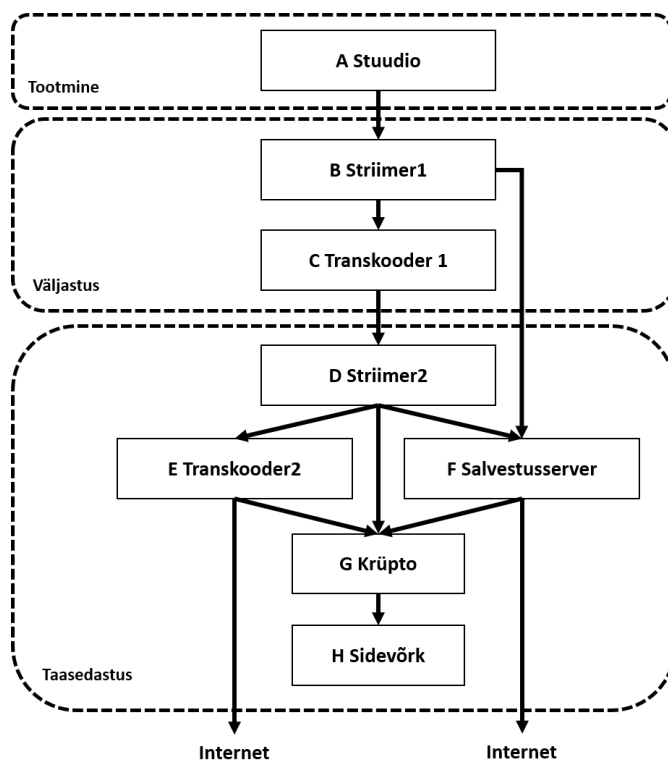 A Stuudio
Tootmine
B Striimer1
C Transkooder 1
Väljastus
D Striimer2
E Transkooder2
F Salvestusserver
G Krüpto
H Sidevõrk
Taasedastus
Internet
Internet